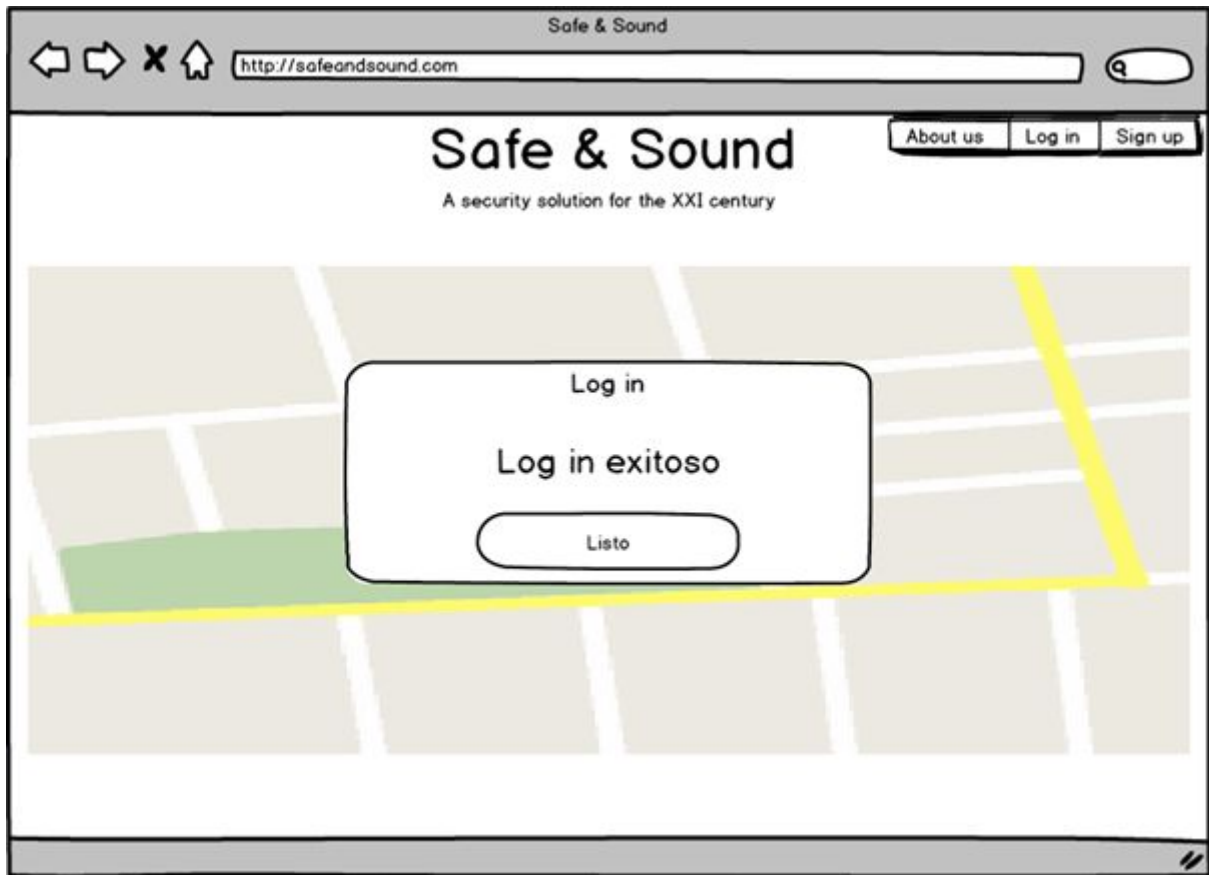 Safe & Sound
http://safeandsound.com
Safe & Sound
About us Log in Sign up
A security solution for the XXI century
Log in
Log in exitoso
Listo